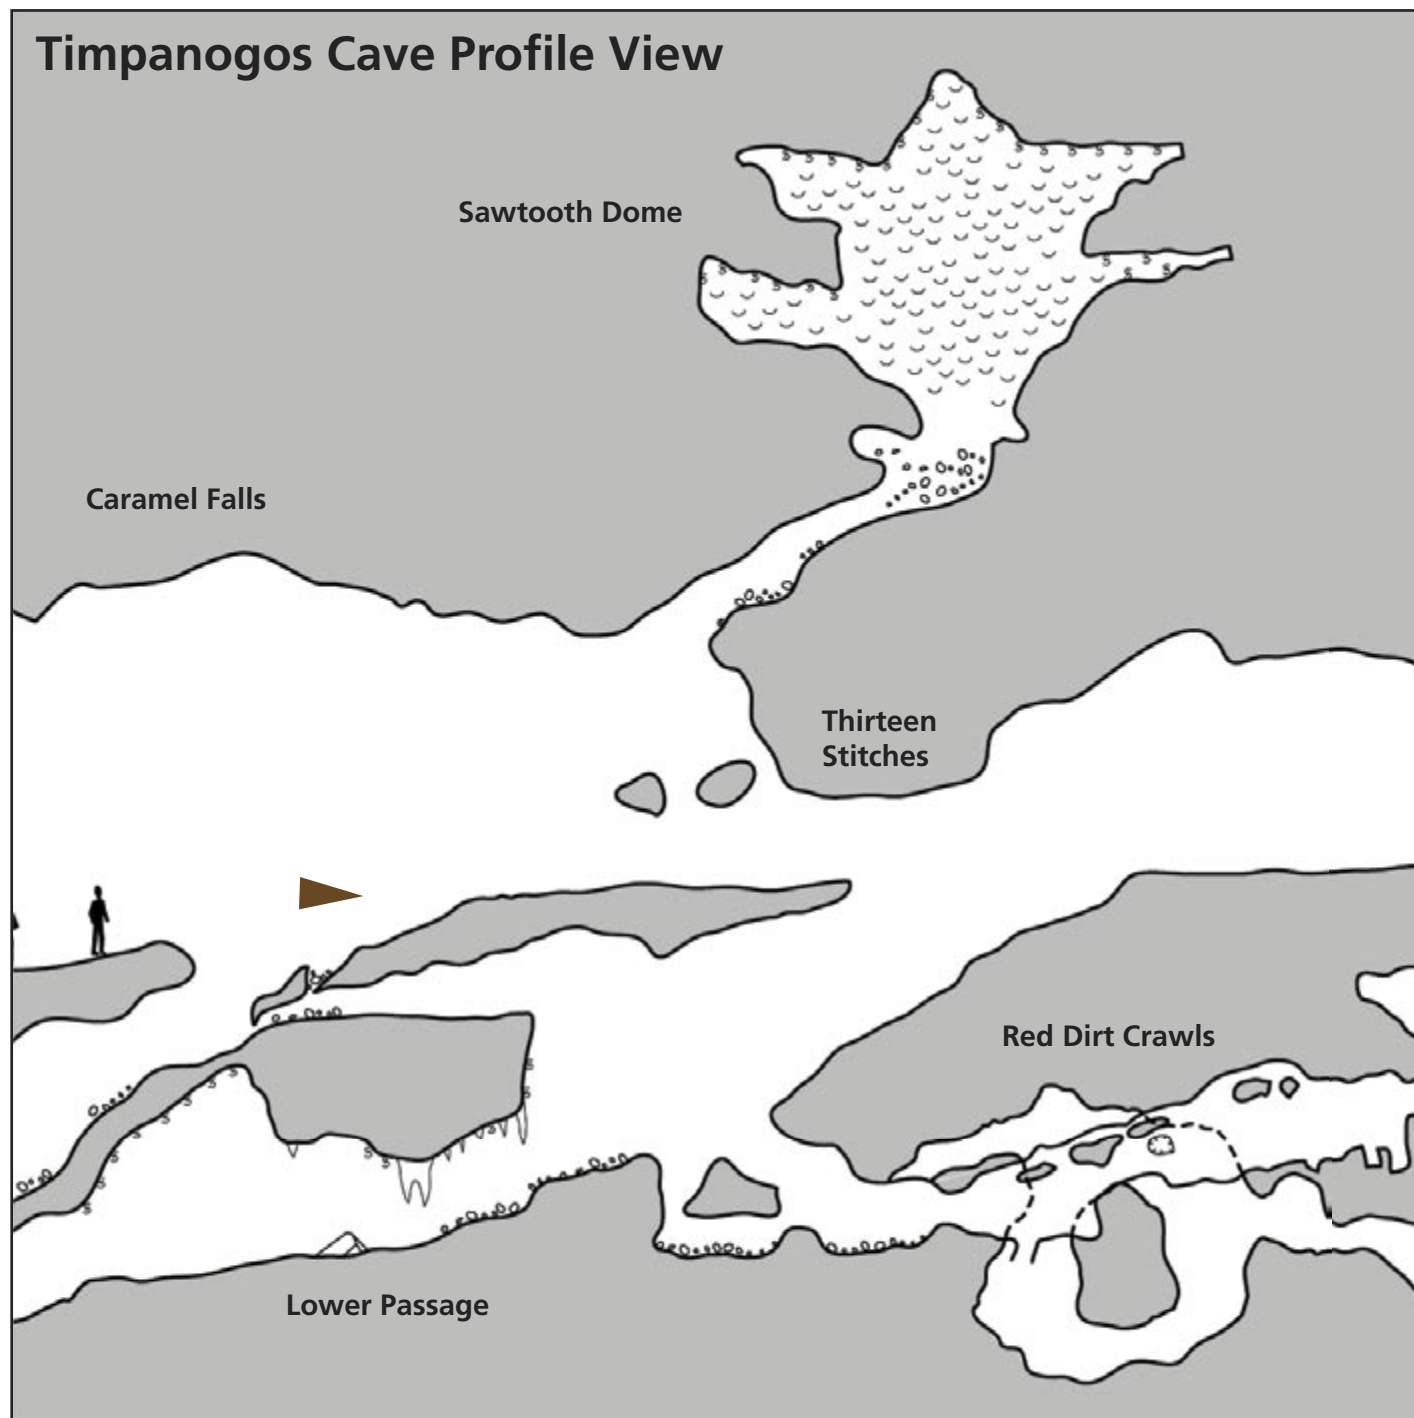 Timpanogos Cave Profile View
Sawtooth Dome
Caramel Falls
Thirteen
Stitches
Red Dirt Crawls
Lower Passage